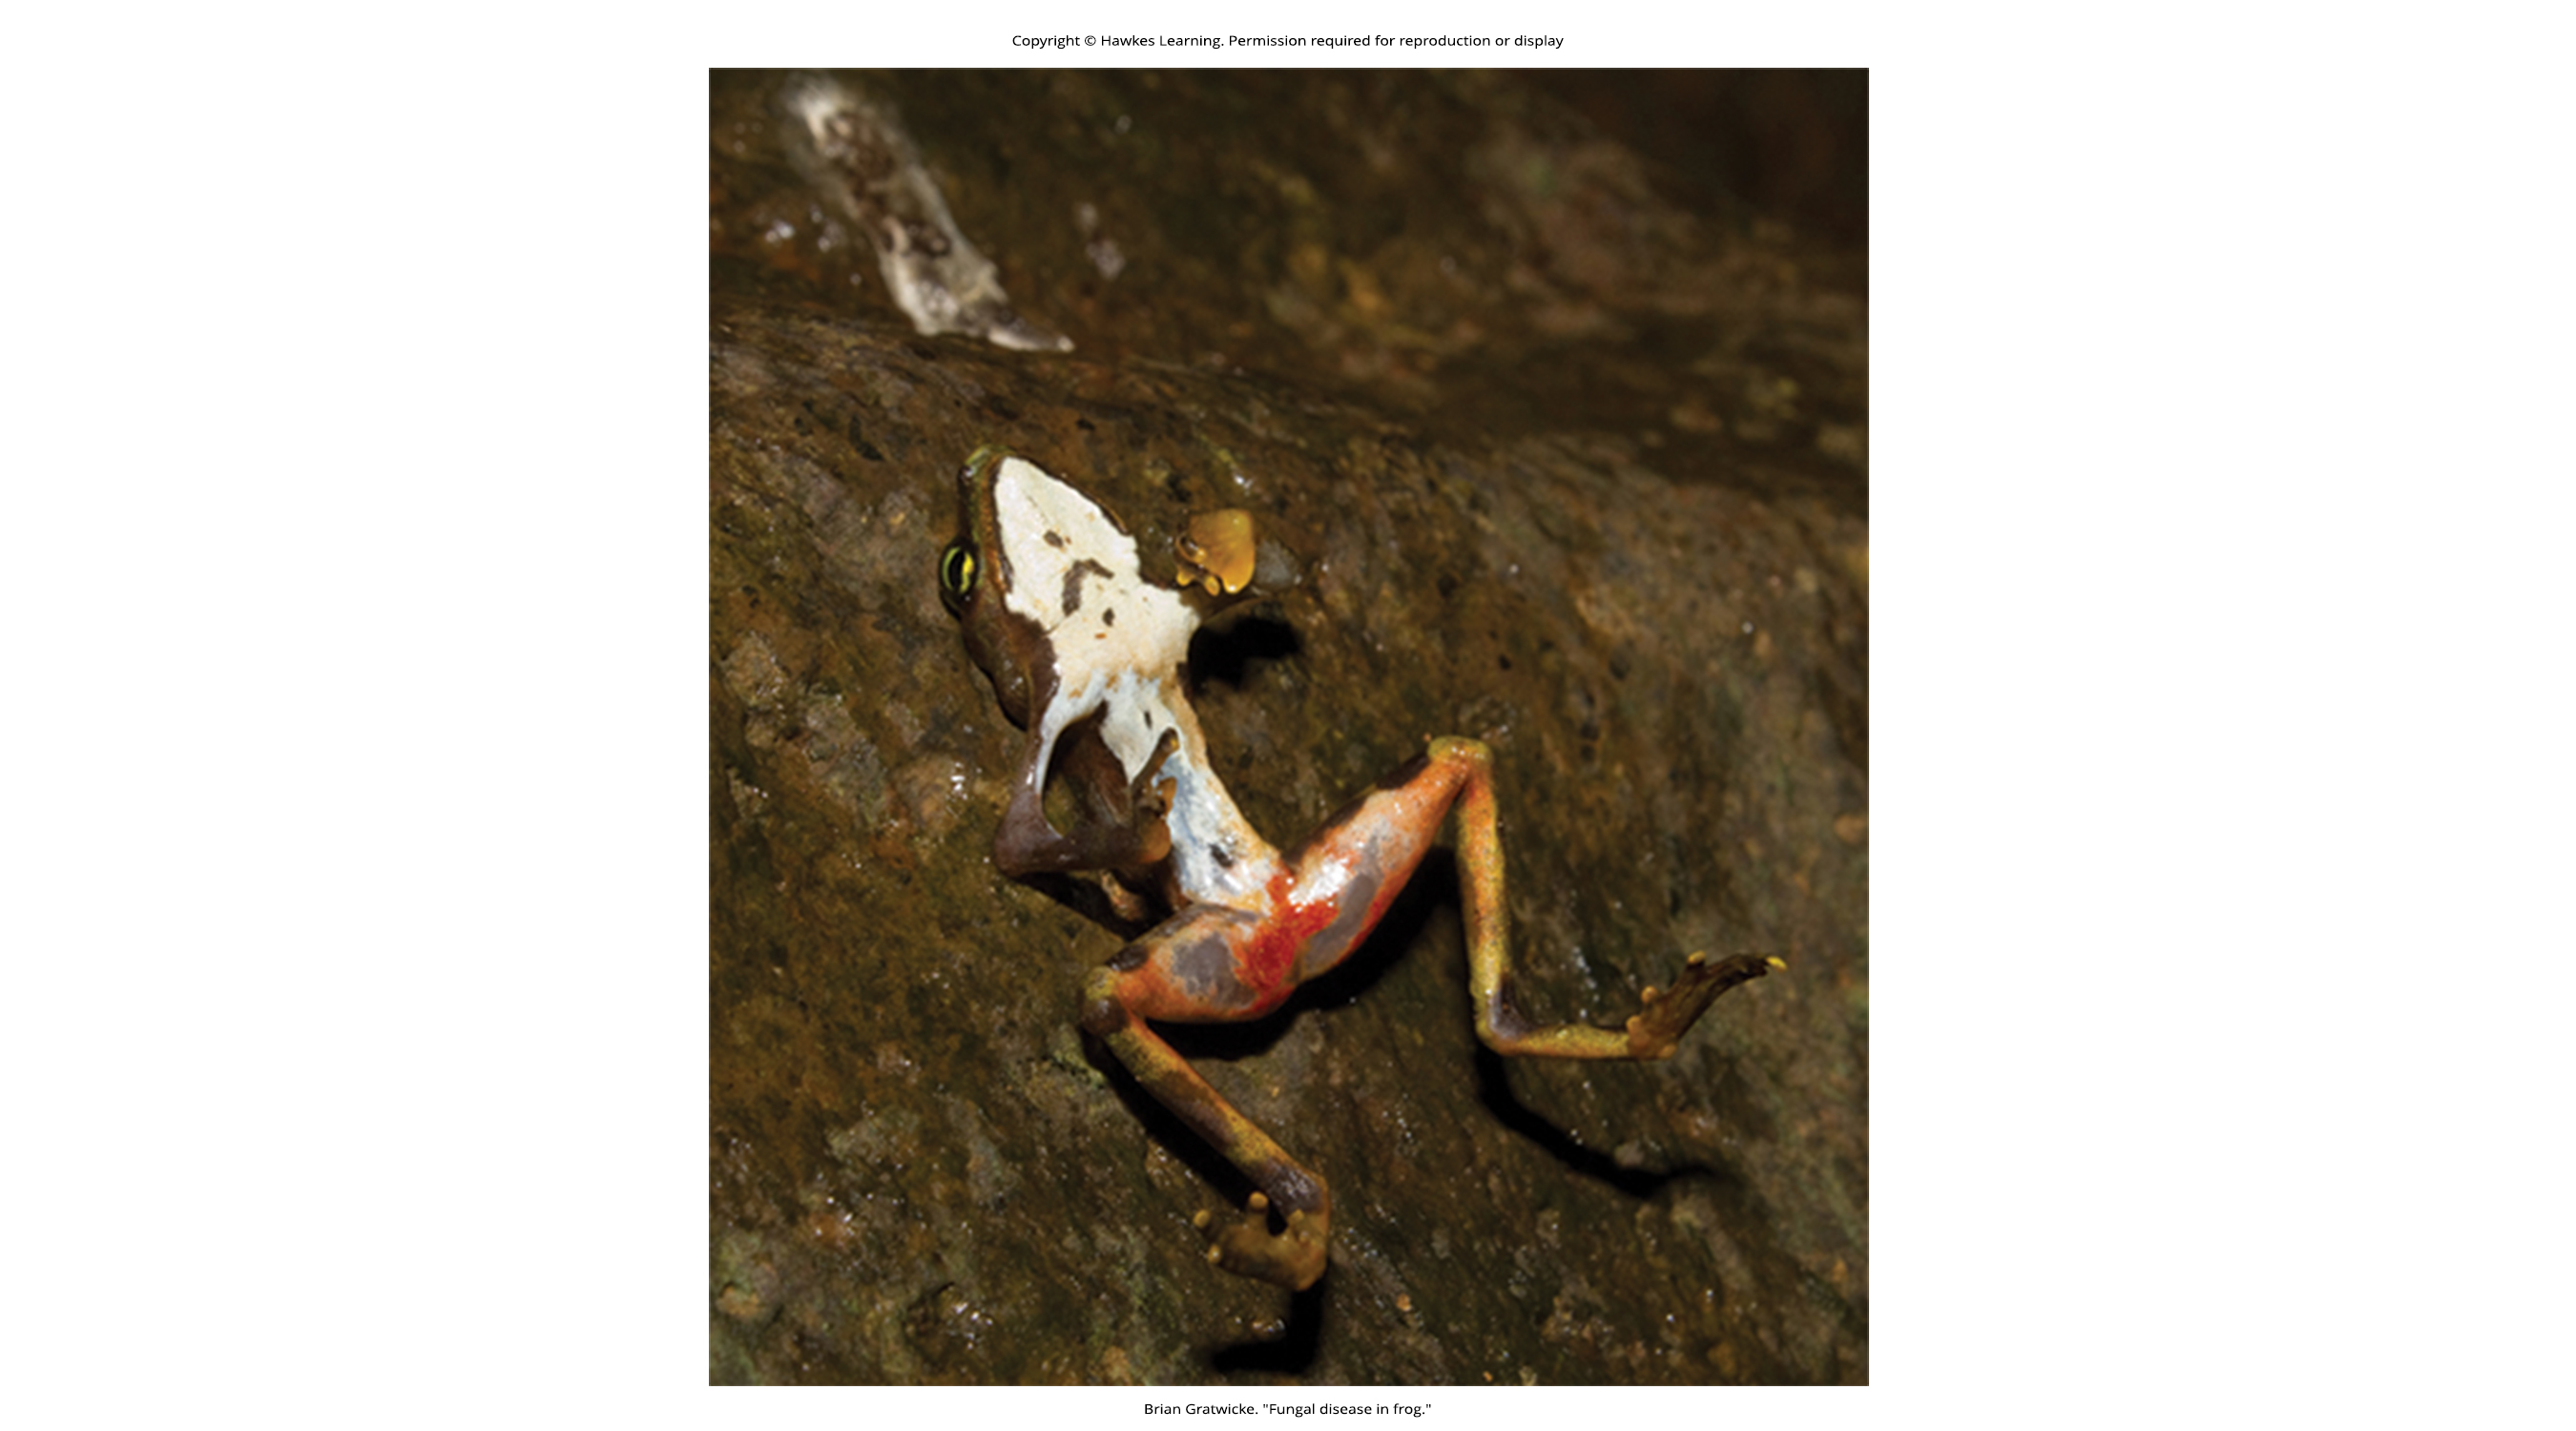 Copyright © Hawkes Learning. Permission required for reproduction or display
Brian Gratwicke. "Fungal disease in frog."